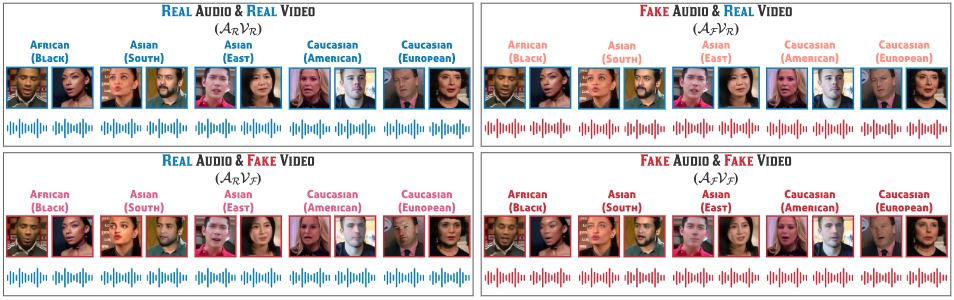 Real Audio & Real Video
(𝒜ℛ𝒱ℛ)
African (Black) Asian (South) Asian (East) Caucasian (American) Caucasian (European)
Fake Audio & Real Video
(𝒜ℱ𝒱ℛ)
African (Black) Asian (South) Asian (East) Caucasian (American) Caucasian (European)
Real Audio & Fake Video
(𝒜ℛ𝒱ℱ)
African (Black) Asian (South) Asian (East) Caucasian (American) Caucasian (European)
Fake Audio & Fake Video
(𝒜ℱ𝒱ℱ)
African (Black) Asian (South) Asian (East) Caucasian (American) Caucasian (European)